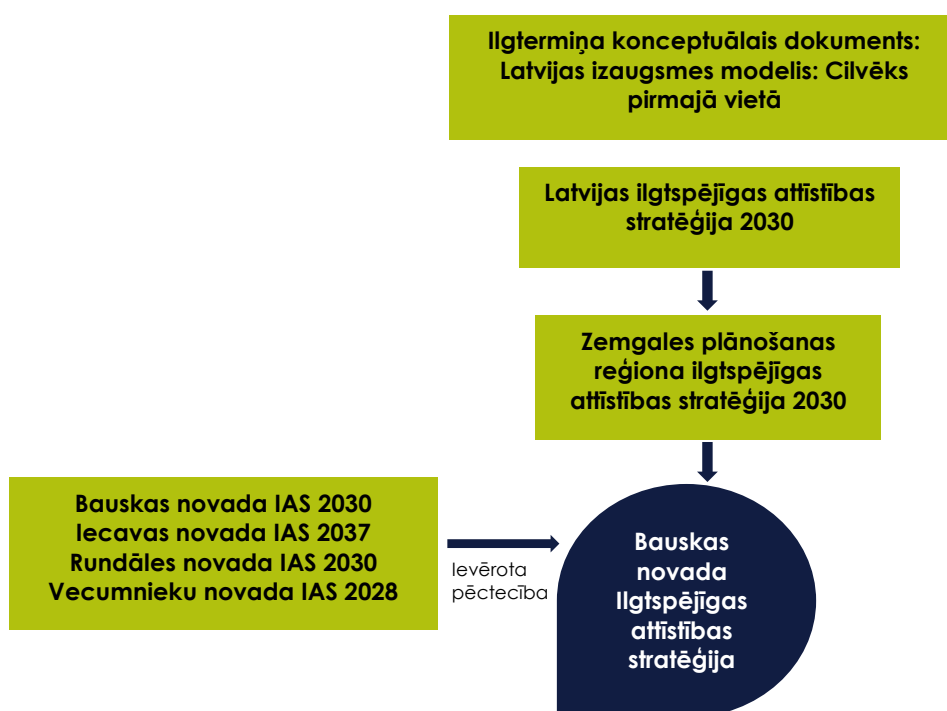 Ilgtermiņa konceptuālais dokuments:
Latvijas izaugsmes modelis: Cilvēks
pirmajā vietā
Latvijas ilgtspējīgas attīstības
stratēģija 2030
Zemgales plānošanas
reģiona ilgtspējīgas
attīstības stratēģija 2030
Bauskas novada IAS 2030
Iecavas novada IAS 2037
Rundāles novada IAS 2030
Vecumnieku novada IAS 2028
Ievērota
pēctecība
Bauskas
novada
Ilgtspējīgas
attīstības
stratēģija